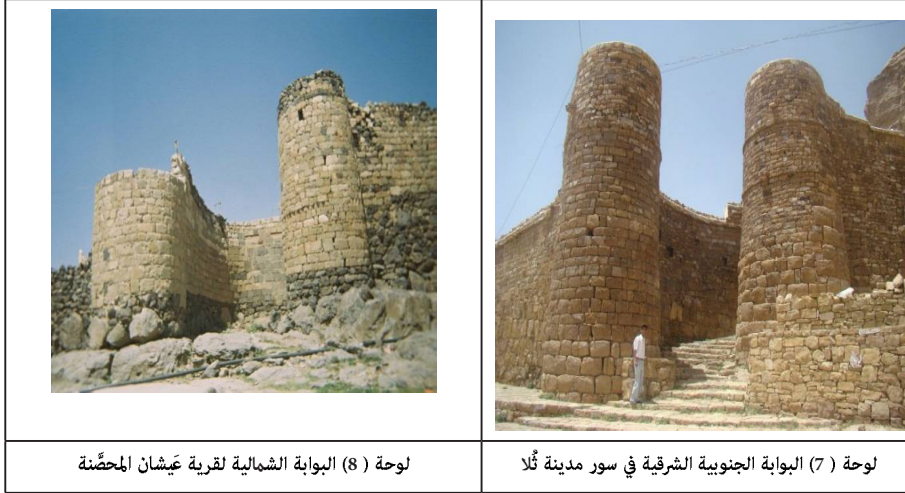 لوحة ( 7) البوابة الجنوبية الشرقية في سور مدينة ثُلا
لوحة ( 8) البوابة الشمالية لقرية عَيشان المحصَّنة